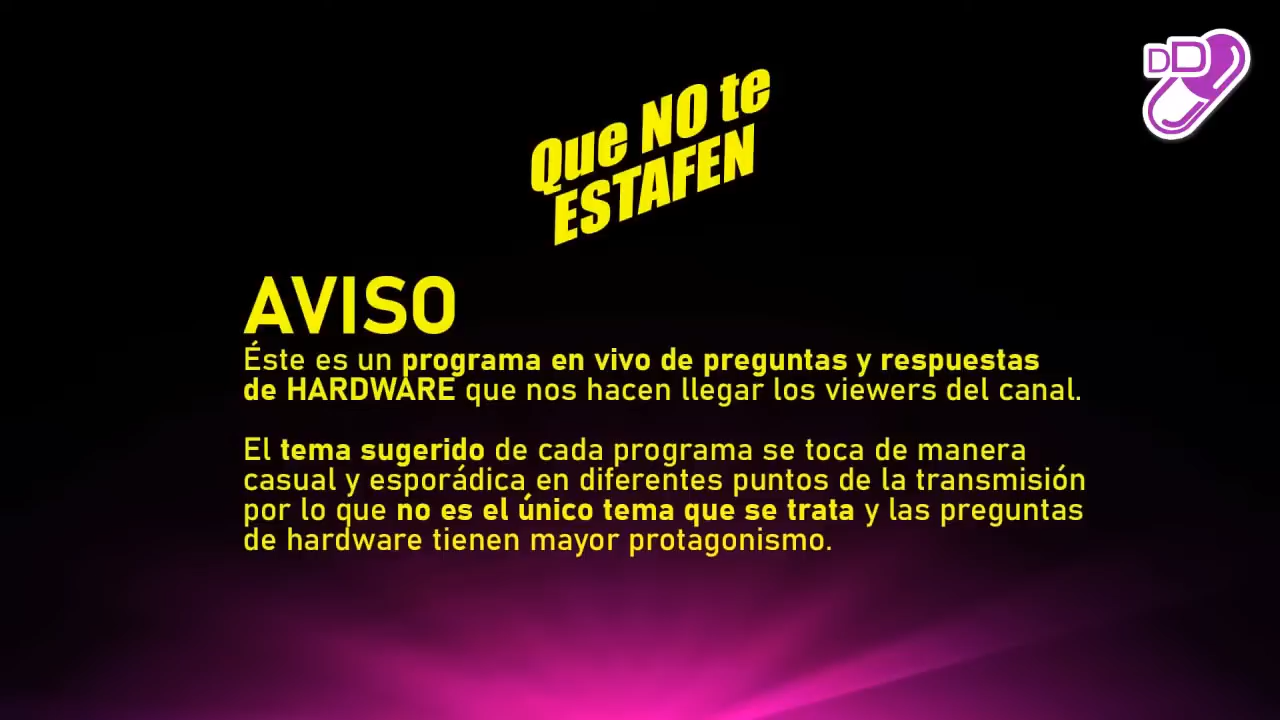 Que NO te
ESTAFEN
DD
AVISO
Éste es un programa en vivo de preguntas y respuestas
de HARDWARE que nos hacen llegar los viewers del canal.
El tema sugerido de cada programa se toca de manera
casual y esporádica en diferentes puntos de la transmisión
por lo que no es el único tema que se trata y las preguntas
de hardware tienen mayor protagonismo.